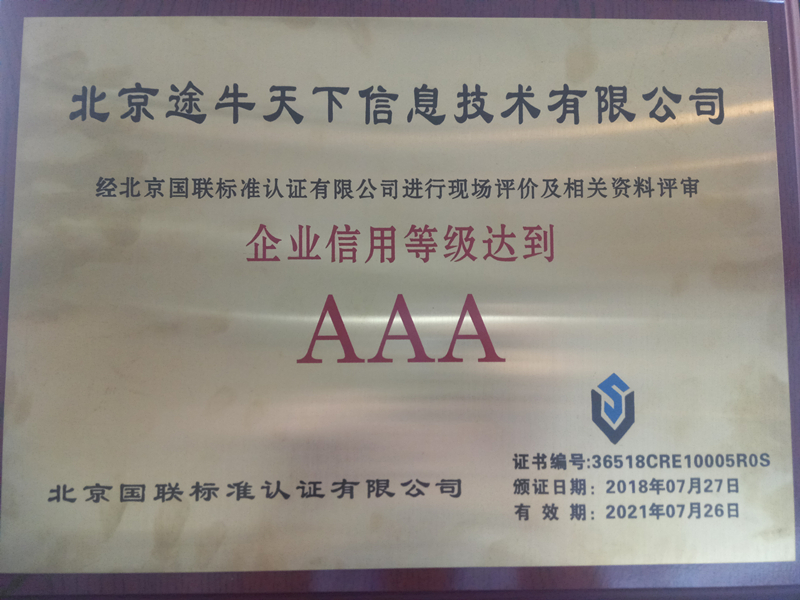 北京途牛天下信息技术有限公司
经北京国联标准认证有限公司进行现场评价及相关资料评审
企业信用等级达到
AAA
证书编号:36518CRE10005R0S
颁证日期：2018年07月27日
有 效 期：2021年07月26日
北京国联标准认证有限公司